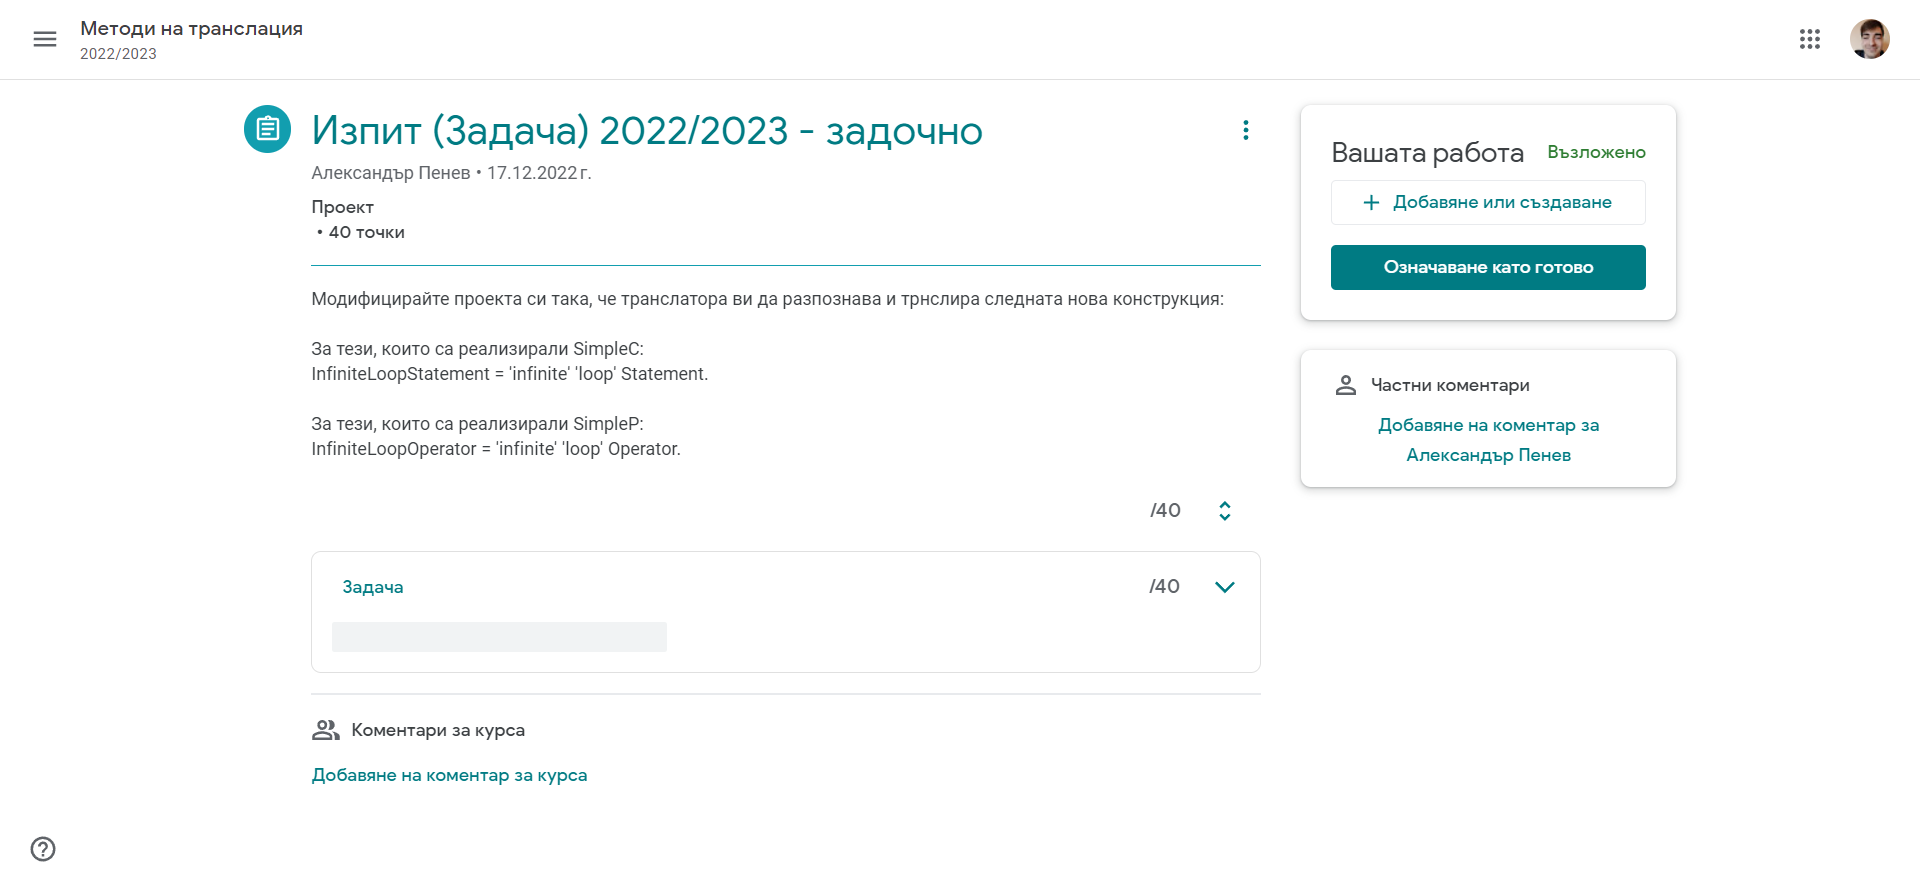 Методи на транслация
2022/2023
Изпит (Задача) 2022/2023 - задочно
Александър Пенев • 17.12.2022 г.
Проект
• 40 точки
Модифицирайте проекта си така, че транслатора ви да разпознава и трнслира следната нова конструкция:
За тези, които са реализирали SimpleC:
InfiniteLoopStatement = 'infinite' 'loop' Statement.
За тези, които са реализирали SimpleP:
InfiniteLoopOperator = 'infinite' 'loop' Operator.
/40
Задача
/40
Коментари за курса
Добавяне на коментар за курса
Вашата работа
Възложено
Добавяне или създаване
Означаване като готово
Частни коментари
Добавяне на коментар за
Александър Пенев